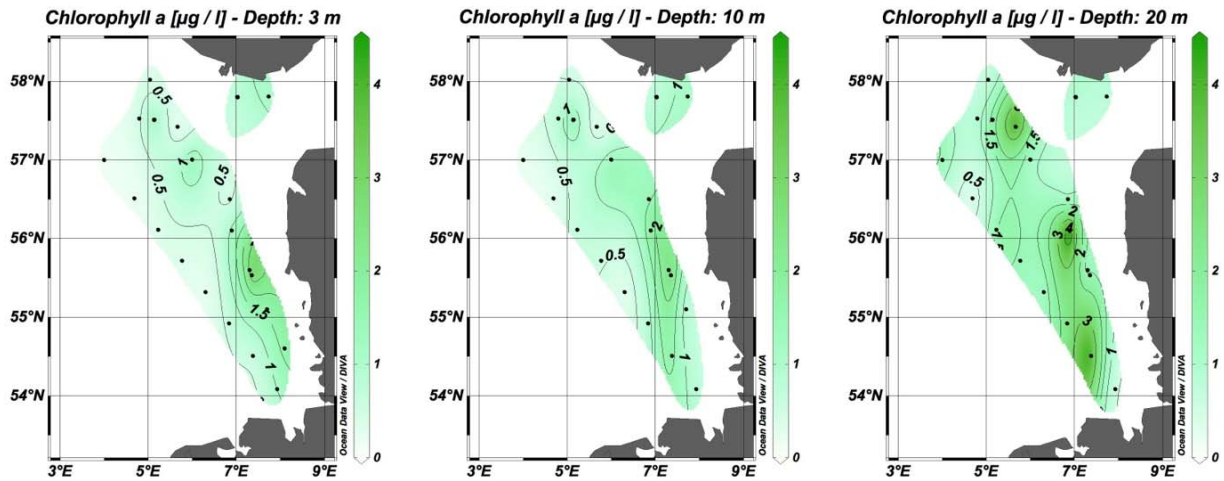 Chlorophyll a [µg / l] - Depth: 3 m
58°N
57°N
56°N
55°N
54°N
3°E
5°E
7°E
9°E
0.5
1
0.5
0.5
1.5
1
Ocean Data View / DIVA
4
3
2
1
0
Chlorophyll a [µg / l] - Depth: 10 m
58°N
57°N
56°N
55°N
54°N
3°E
5°E
7°E
9°E
1
1
0.5
2
0.5
1
Ocean Data View / DIVA
4
3
2
1
0
Chlorophyll a [µg / l] - Depth: 20 m
58°N
57°N
56°N
55°N
54°N
3°E
5°E
7°E
9°E
1.5
1.5
0.5
2
4
3
1
2
3
1
Ocean Data View / DIVA
4
3
2
1
0